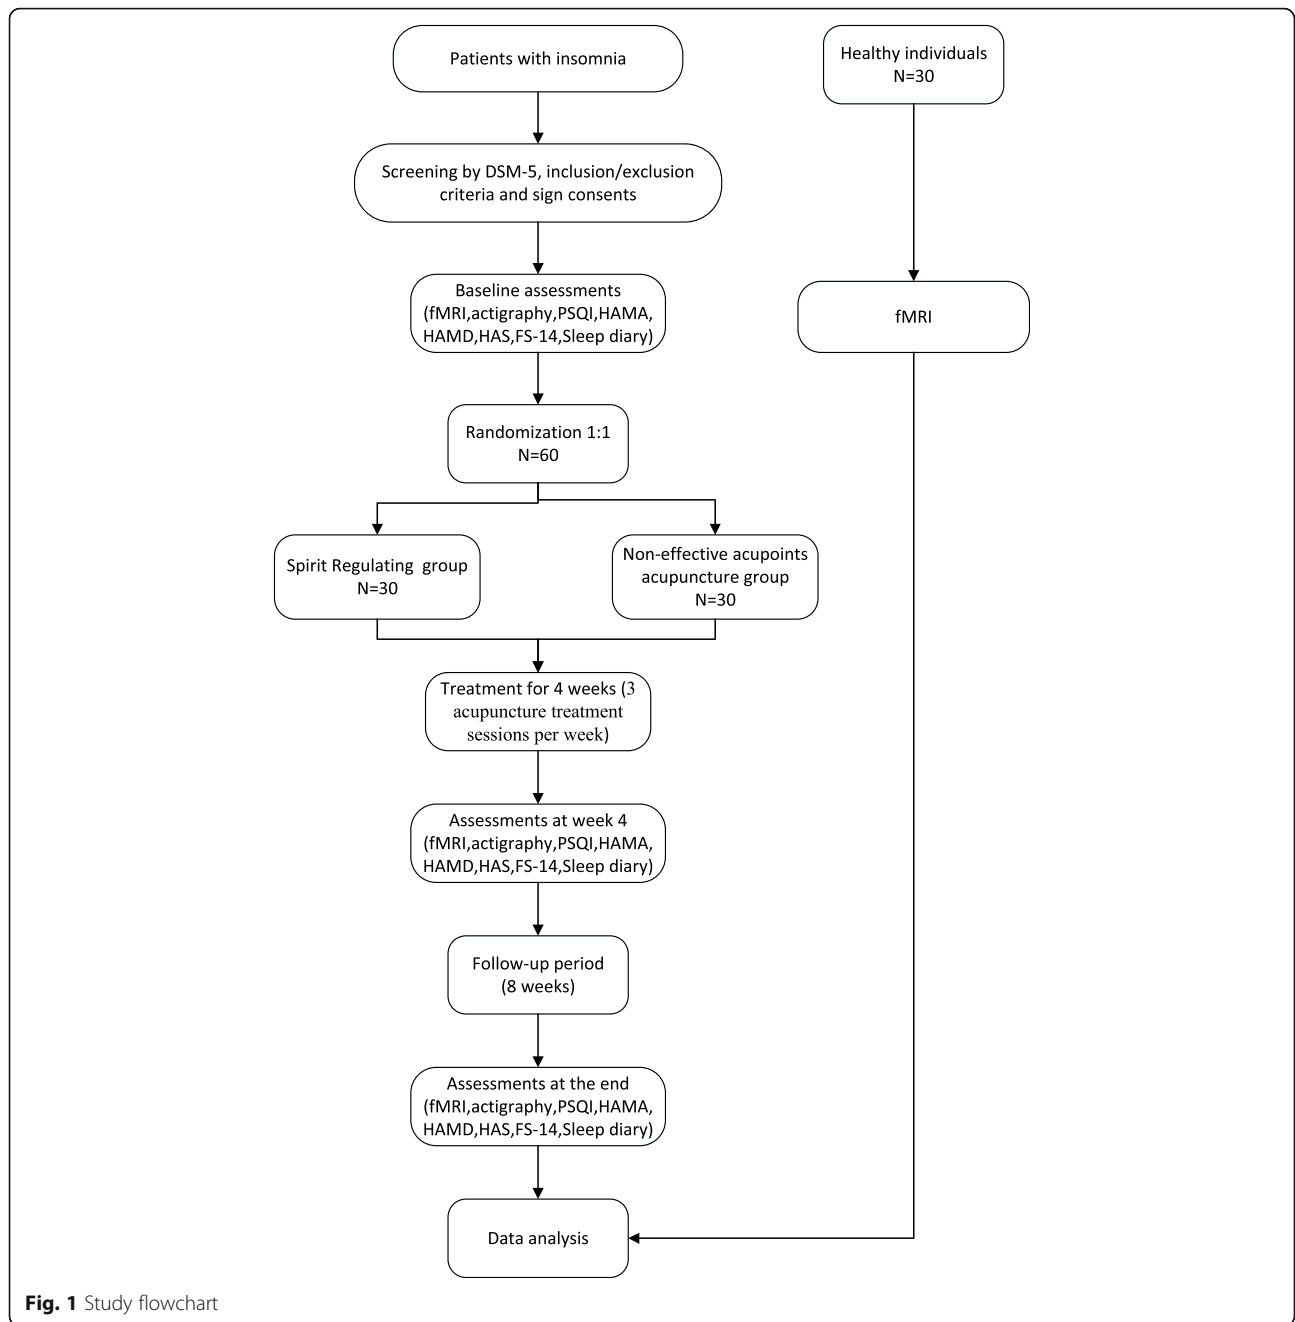 Patients with insomnia
Healthy individuals
N=30
Screening by DSM-5, inclusion/exclusion
criteria and sign consents
Baseline assessments
(fMRI,actigraphy,PSQI,HAMA,
HAMD,HAS,FS-14,Sleep diary)
fMRI
Randomization 1:1
N=60
Spirit Regulating  group
N=30
Non-effective acupoints
acupuncture group
N=30
Treatment for 4 weeks (3
acupuncture treatment
sessions per week)
Assessments at week 4
(fMRI,actigraphy,PSQI,HAMA,
HAMD,HAS,FS-14,Sleep diary)
Follow-up period
(8 weeks)
Assessments at the end
(fMRI,actigraphy,PSQI,HAMA,
HAMD,HAS,FS-14,Sleep diary)
Data analysis
Fig. 1 Study flowchart